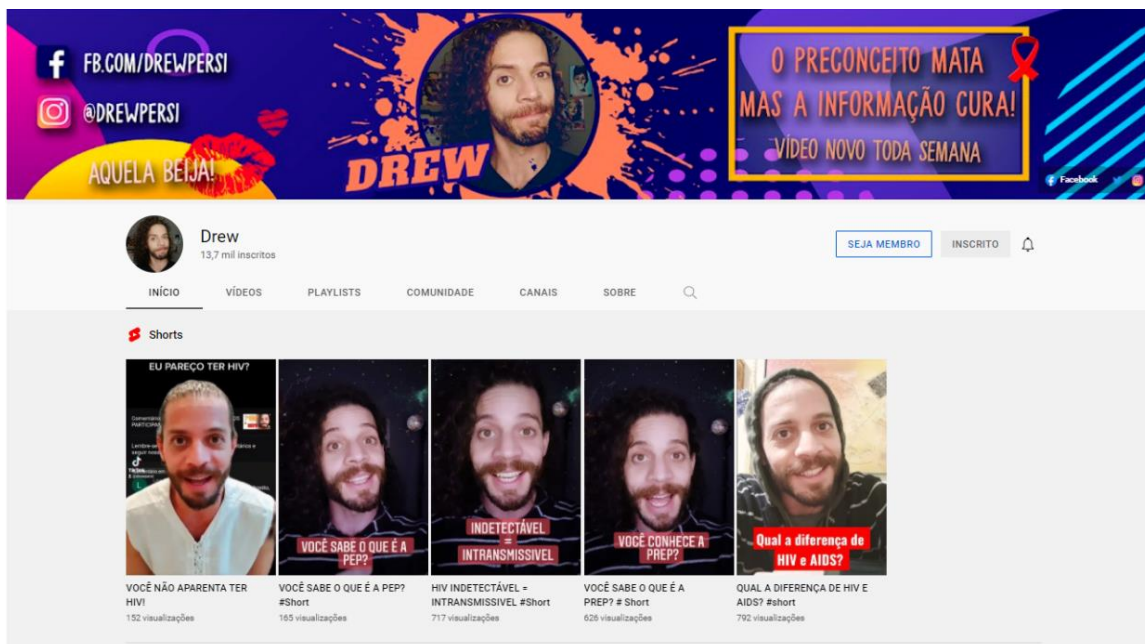 FB.COM/DREWPERSI
@DREWPERSI
AQUELA BEIJA!
DREW
O PRECONCEITO MATA
MAS A INFORMAÇÃO CURA!
VÍDEO NOVO TODA SEMANA
Facebook
Drew
13,7 mil inscritos
SEJA MEMBRO
INSCRITO
INÍCIO VÍDEOS PLAYLISTS COMUNIDADE CANAIS SOBRE
Shorts
EU PAREÇO TER HIV?
VOCÊ SABE O QUE É A
PEP?
INDETECTÁVEL
=
INTRANSMISSIVEL
VOCÊ CONHECE A
PREP?
Qual a diferença de
HIV e AIDS?
VOCÊ NÃO APARENTA TER
HIV!
152 visualizações
VOCÊ SABE O QUE É A PEP?
#Short
165 visualizações
HIV INDETECTÁVEL =
INTRANSMISSIVEL #Short
717 visualizações
VOCÊ SABE O QUE É A
PREP? # Short
626 visualizações
QUAL A DIFERENÇA DE HIV E
AIDS? #short
792 visualizações